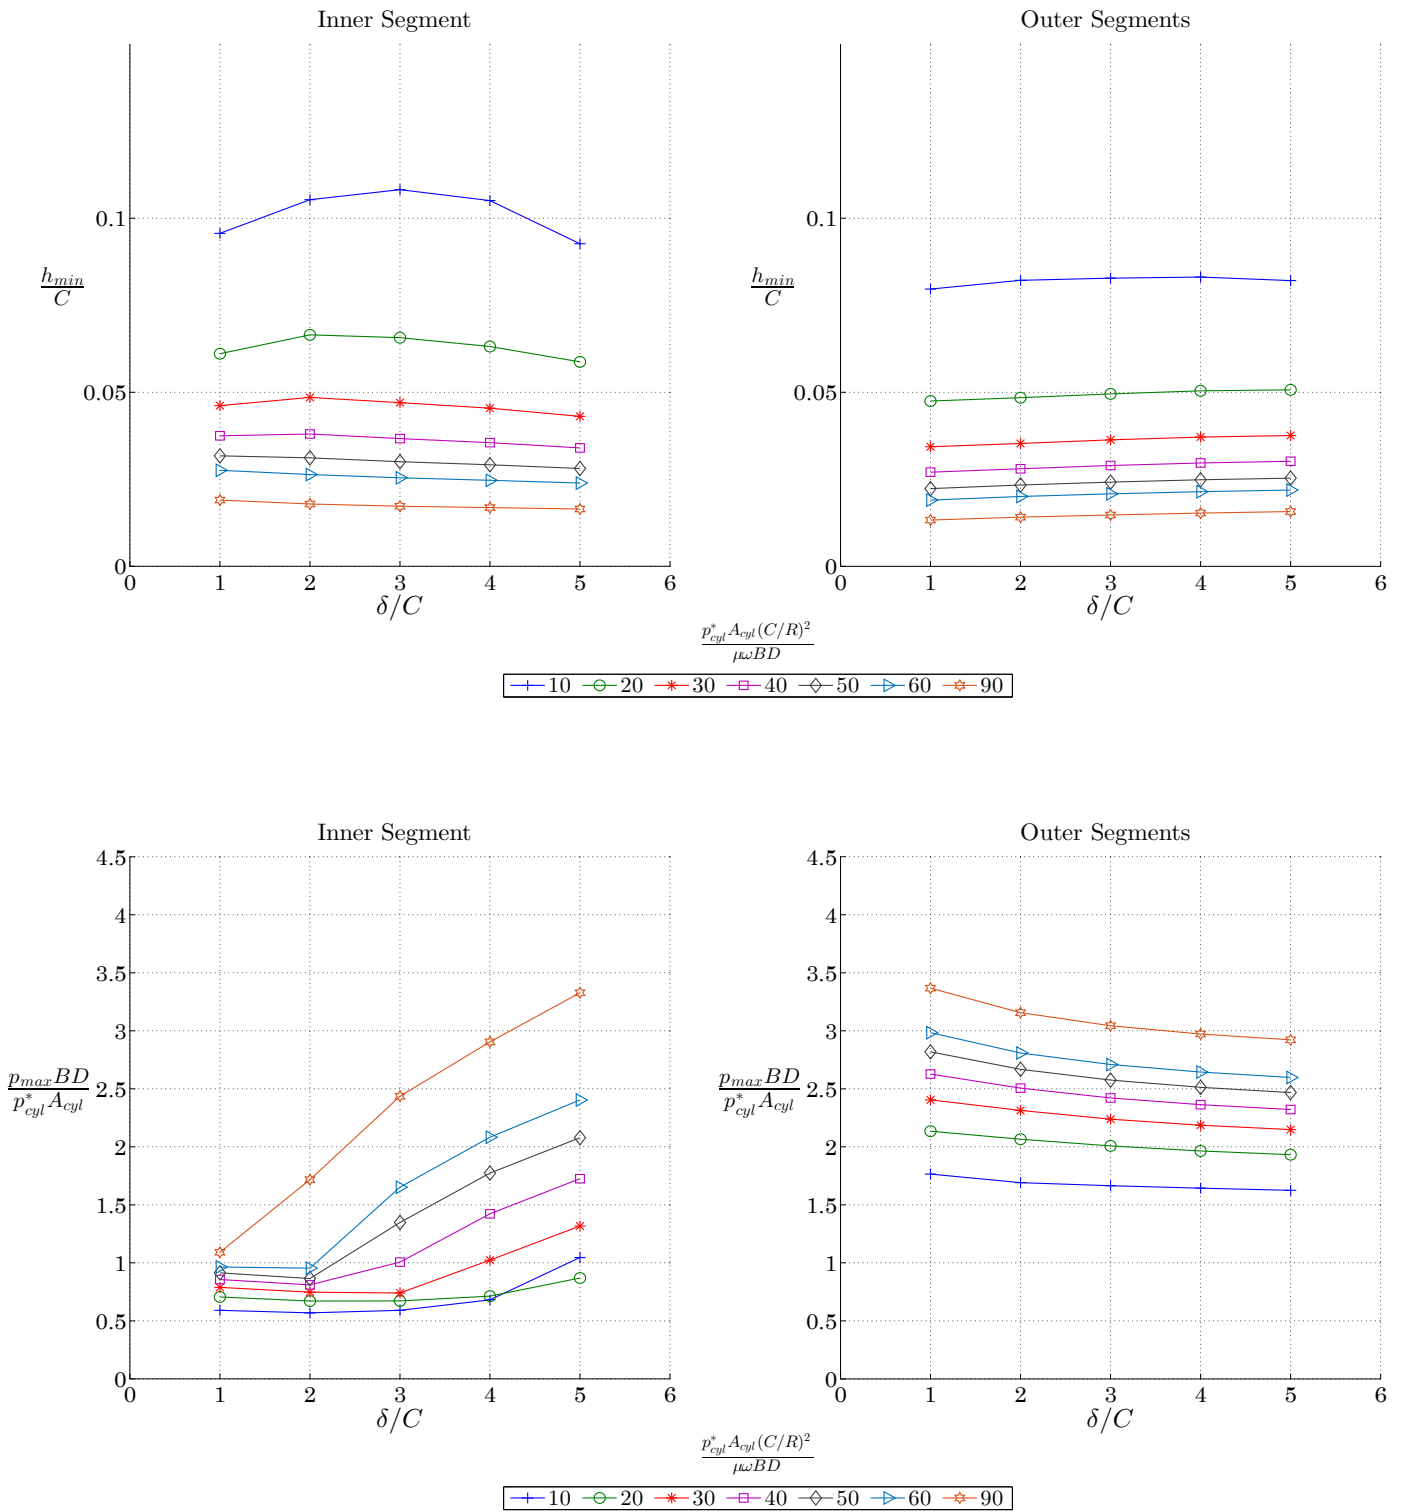 Inner Segment
0.1
0.05
0
h_min/C
0 1 2 3 4 5 6
δ/C
Outer Segments
0.1
0.05
0
h_min/C
0 1 2 3 4 5 6
δ/C
p*_cyl A_cyl (C/R)²
μωBD
10 20 30 40 50 60 90
Inner Segment
4.5
4
3.5
3
2.5
2
1.5
1
0.5
0
p_max BD
p*_cyl A_cyl
0 1 2 3 4 5 6
δ/C
Outer Segments
4.5
4
3.5
3
2.5
2
1.5
1
0.5
0
p_max BD
p*_cyl A_cyl
0 1 2 3 4 5 6
δ/C
p*_cyl A_cyl (C/R)²
μωBD
10 20 30 40 50 60 90